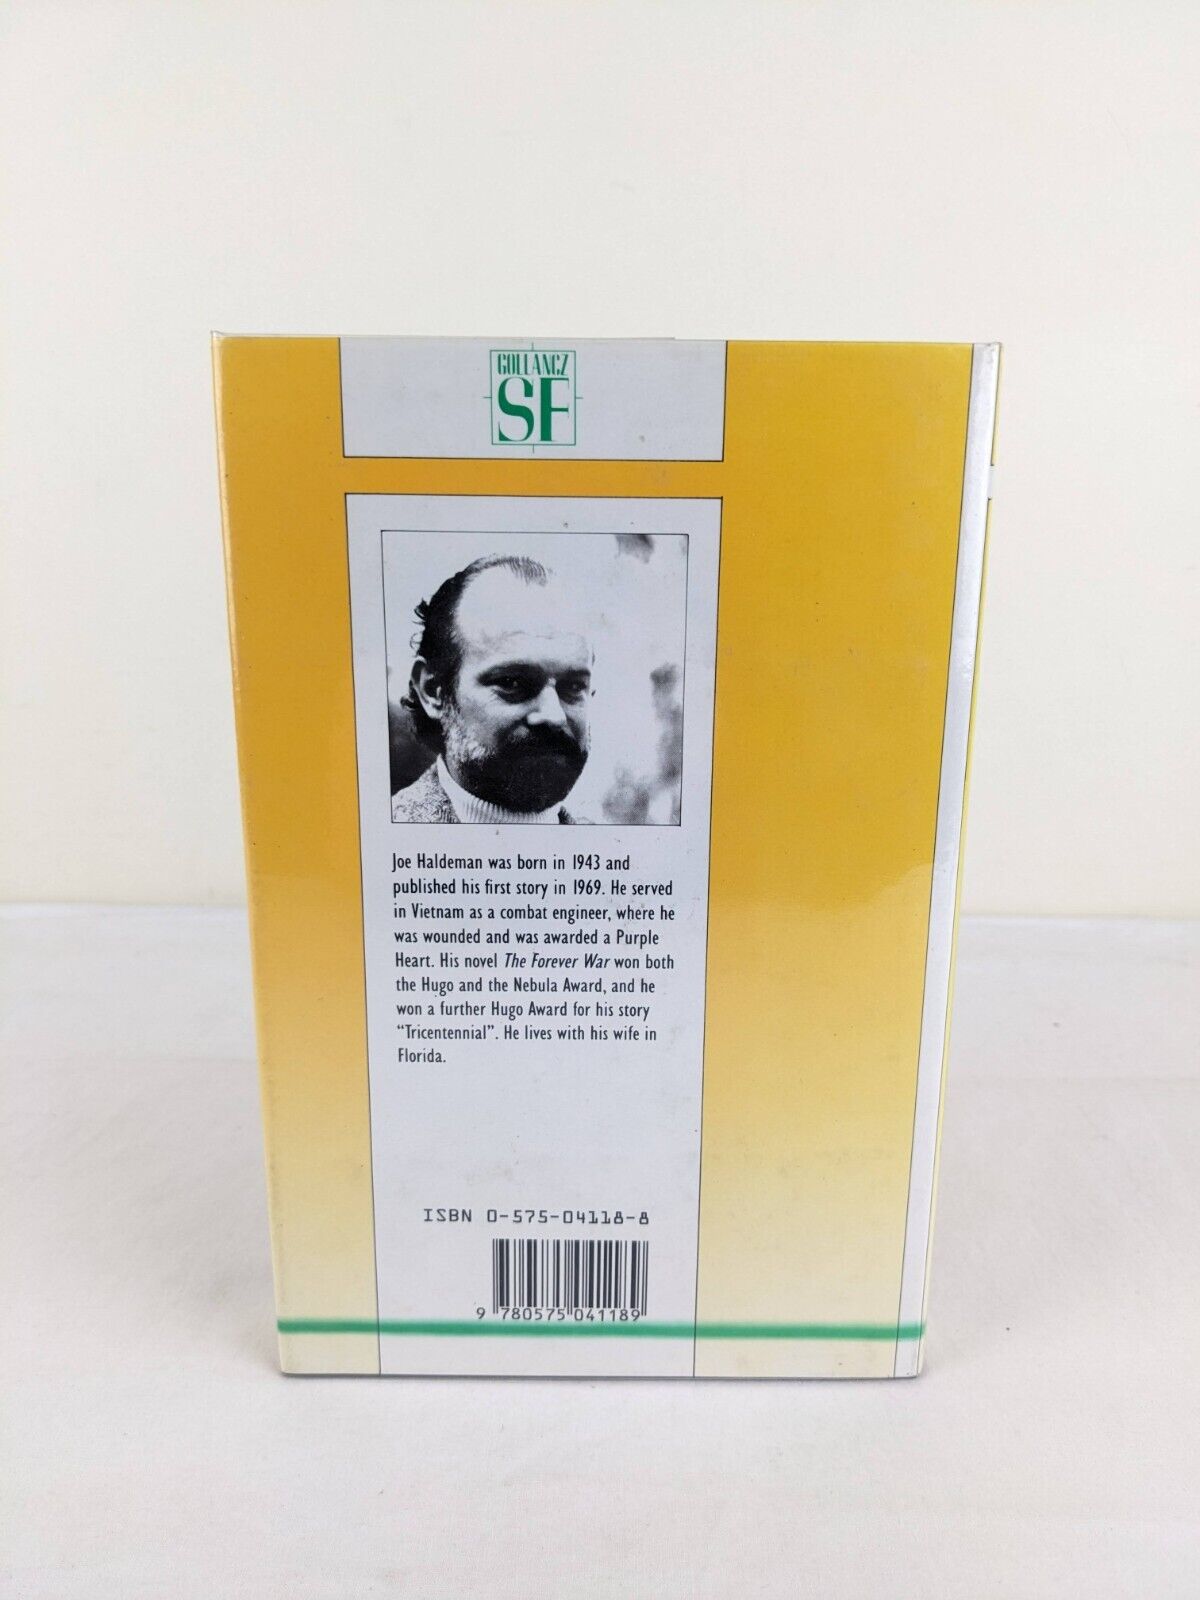 GOLLANCZ
SF
Joe Haldeman was born in 1943 and
published his first story in 1969. He served
in Vietnam as a combat engineer, where he
was wounded and was awarded a Purple
Heart. His novel The Forever War won both
the Hugo and the Nebula Award, and he
won a further Hugo Award for his story
“Tricentennial”. He lives with his wife in
Florida.
ISBN 0-575-04118-8
9 780575 041189